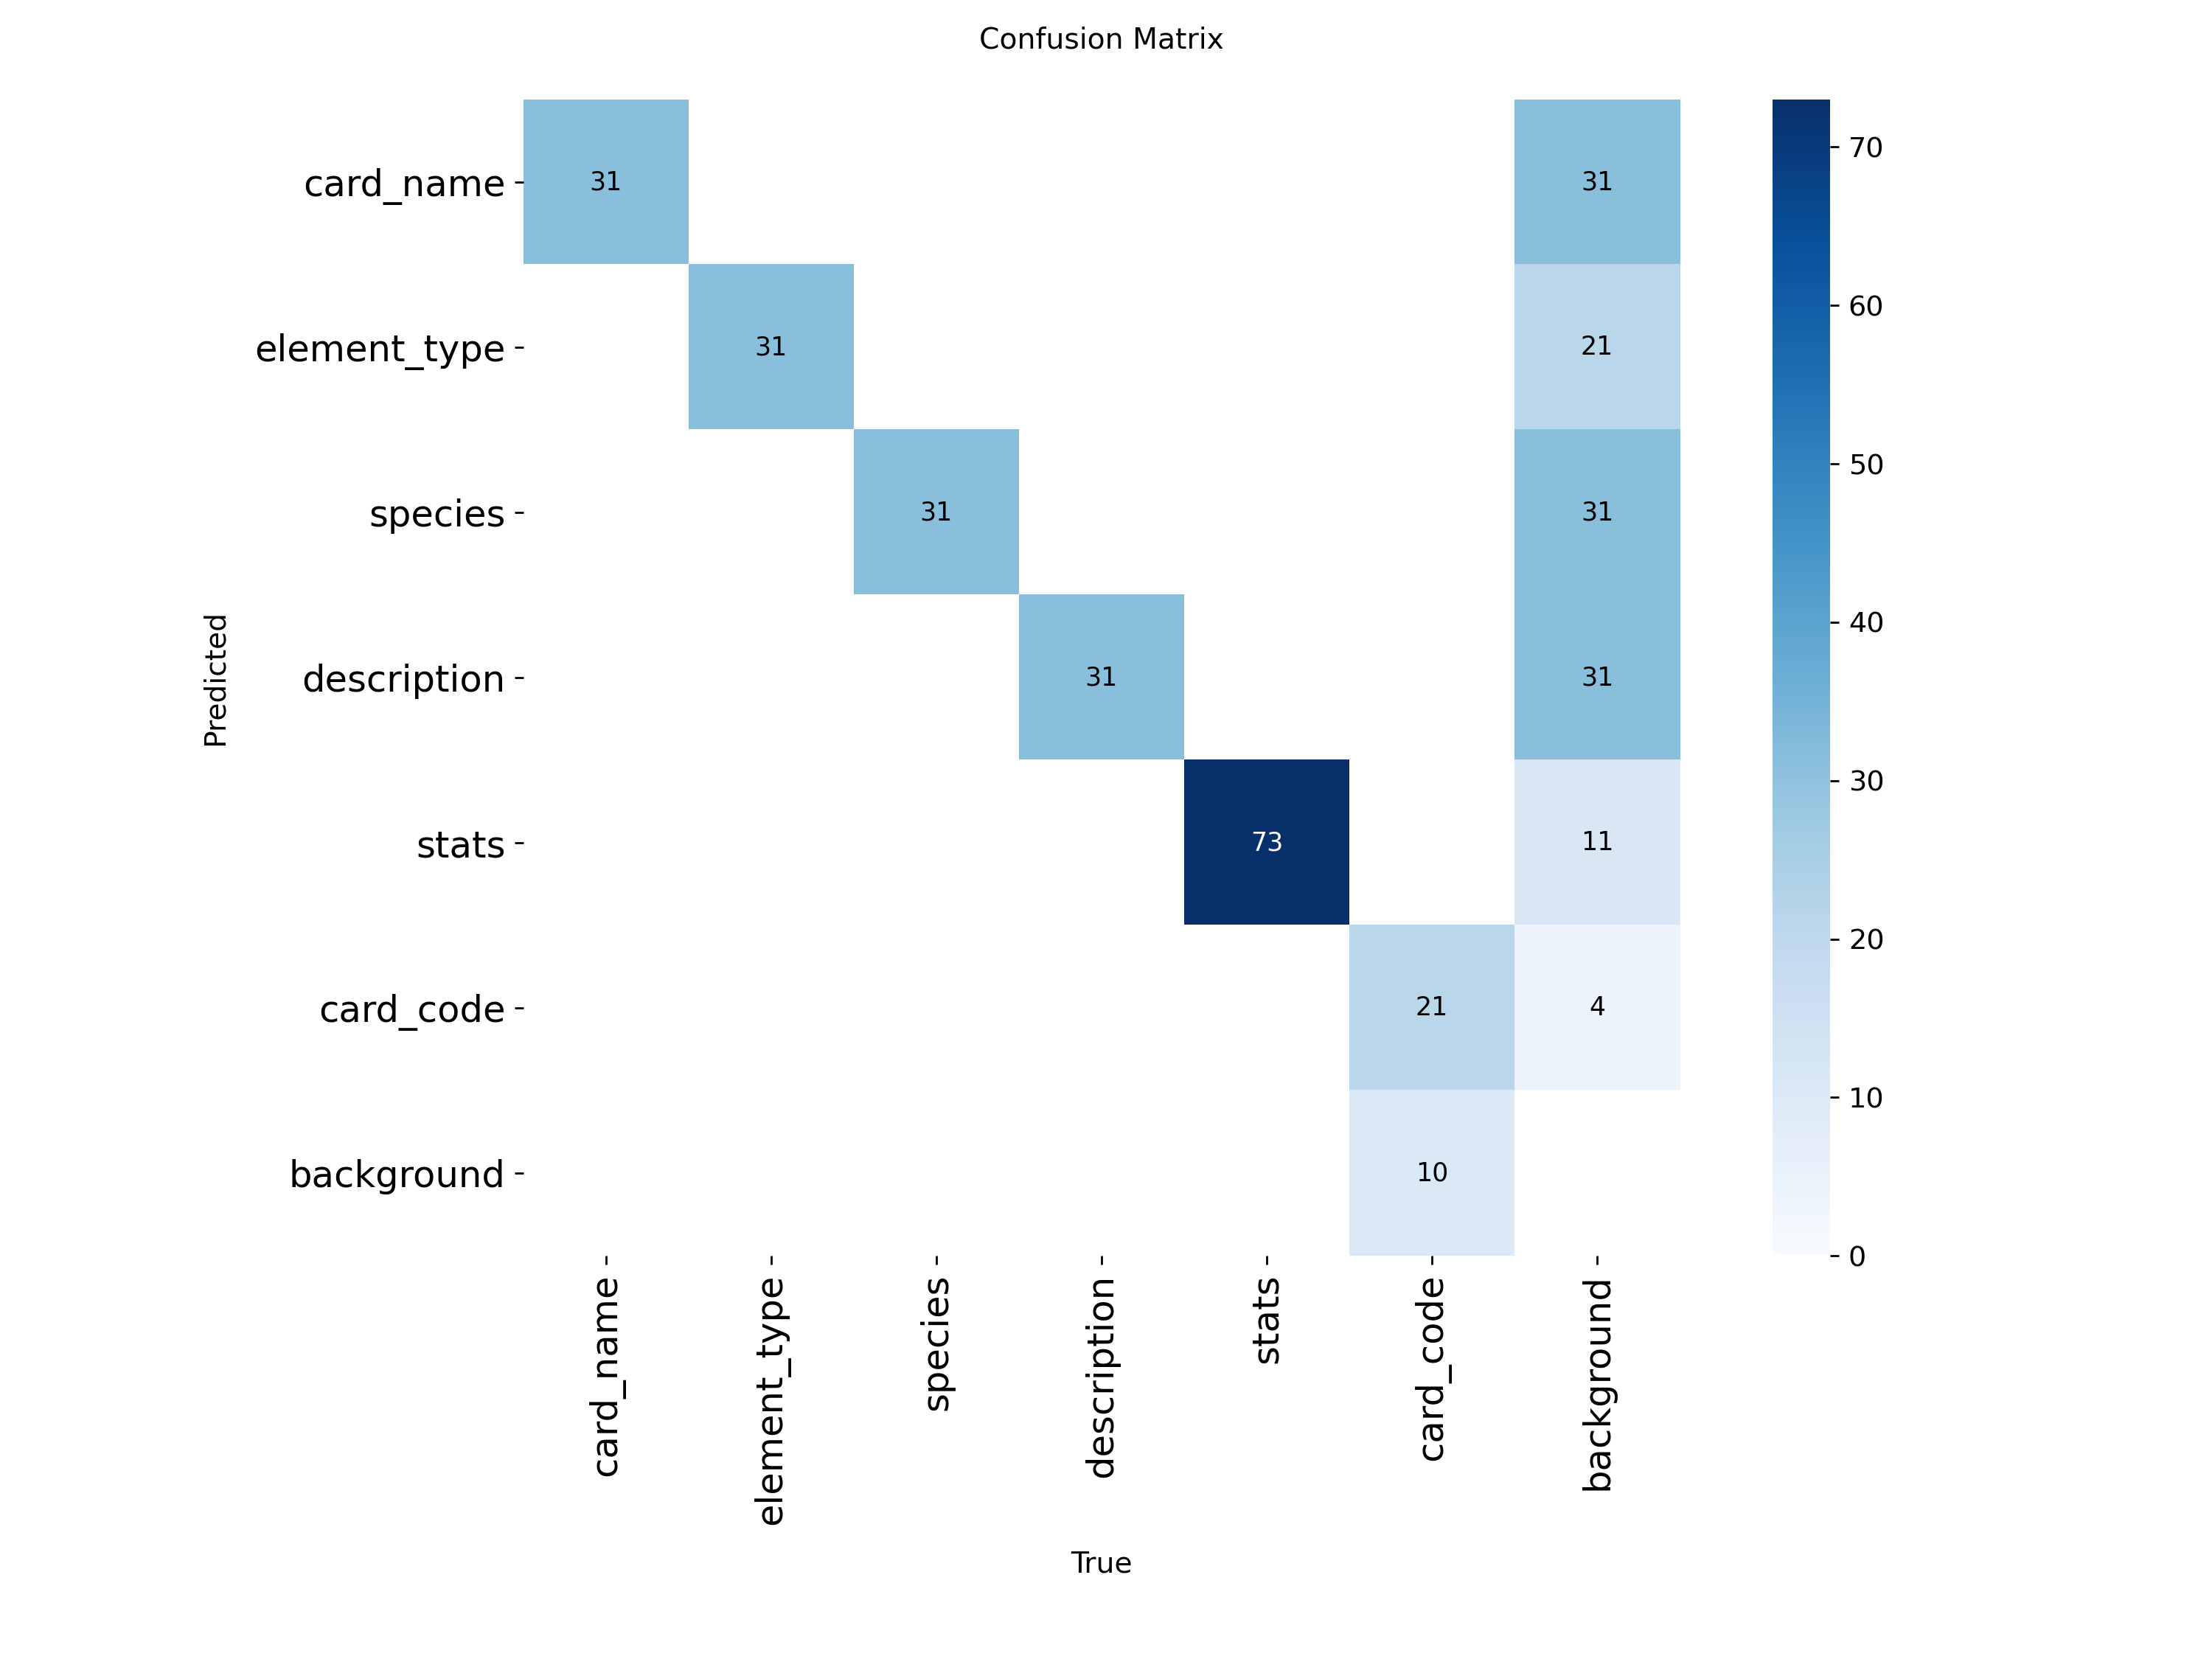 Confusion Matrix
card_name 31 31
element_type 31 21
species 31 31
description 31 31
stats 73 11
card_code 21 4
background 10
Predicted
card_name
element_type
species
description
stats
card_code
background
True
70
60
50
40
30
20
10
0